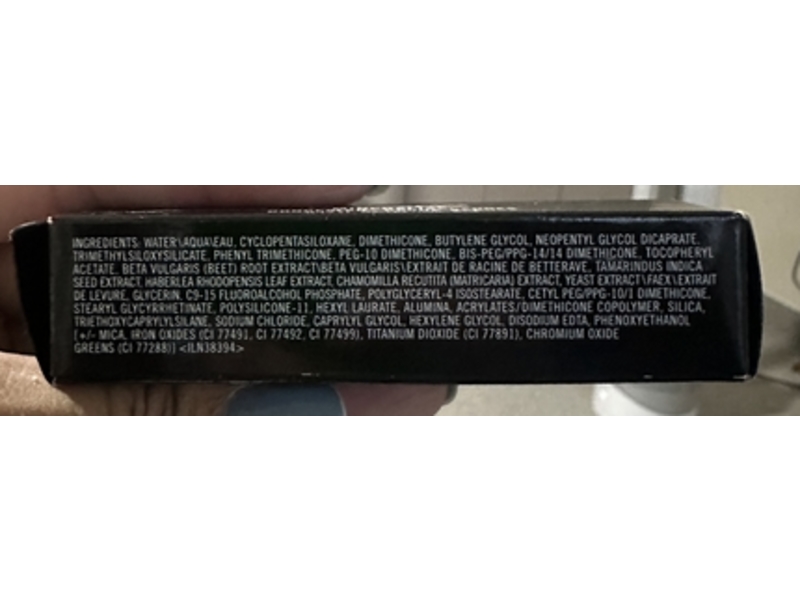 INGREDIENTS: WATER\AQUA\EAU, CYCLOPENTASILOXANE, DIMETHICONE, BUTYLENE GLYCOL, NEOPENTYL GLYCOL DICAPRATE,
TRIMETHYLSILOXYSILICATE, PHENYL TRIMETHICONE, PEG-10 DIMETHICONE, BIS-PEG/PPG-14/14 DIMETHICONE, TOCOPHERYL
ACETATE, BETA VULGARIS (BEET) ROOT EXTRACT\BETA VULGARIS\EXTRAIT DE RACINE DE BETTERAVE, TAMARINDUS INDICA
SEED EXTRACT, HABERLEA RHODOPENSIS LEAF EXTRACT, CHAMOMILLA RECUTITA (MATRICARIA) EXTRACT, YEAST EXTRACT\FAEX\EXTRAIT
DE LEVURE, GLYCERIN, C9-15 FLUOROALCOHOL PHOSPHATE, POLYGLYCERYL-4 ISOSTEARATE, CETYL PEG/PPG-10/1 DIMETHICONE,
STEARYL GLYCYRRHETINATE, POLYSILICONE-11, HEXYL LAURATE, ALUMINA, ACRYLATES/DIMETHICONE COPOLYMER, SILICA,
TRIETHOXYCAPRYLYLSILANE, SODIUM CHLORIDE, CAPRYLYL GLYCOL, HEXYLENE GLYCOL, DISODIUM EDTA, PHENOXYETHANOL
[+/- MICA, IRON OXIDES (CI 77491, CI 77492, CI 77499), TITANIUM DIOXIDE (CI 77891), CHROMIUM OXIDE
GREENS (CI 77288)] <ILN38394>